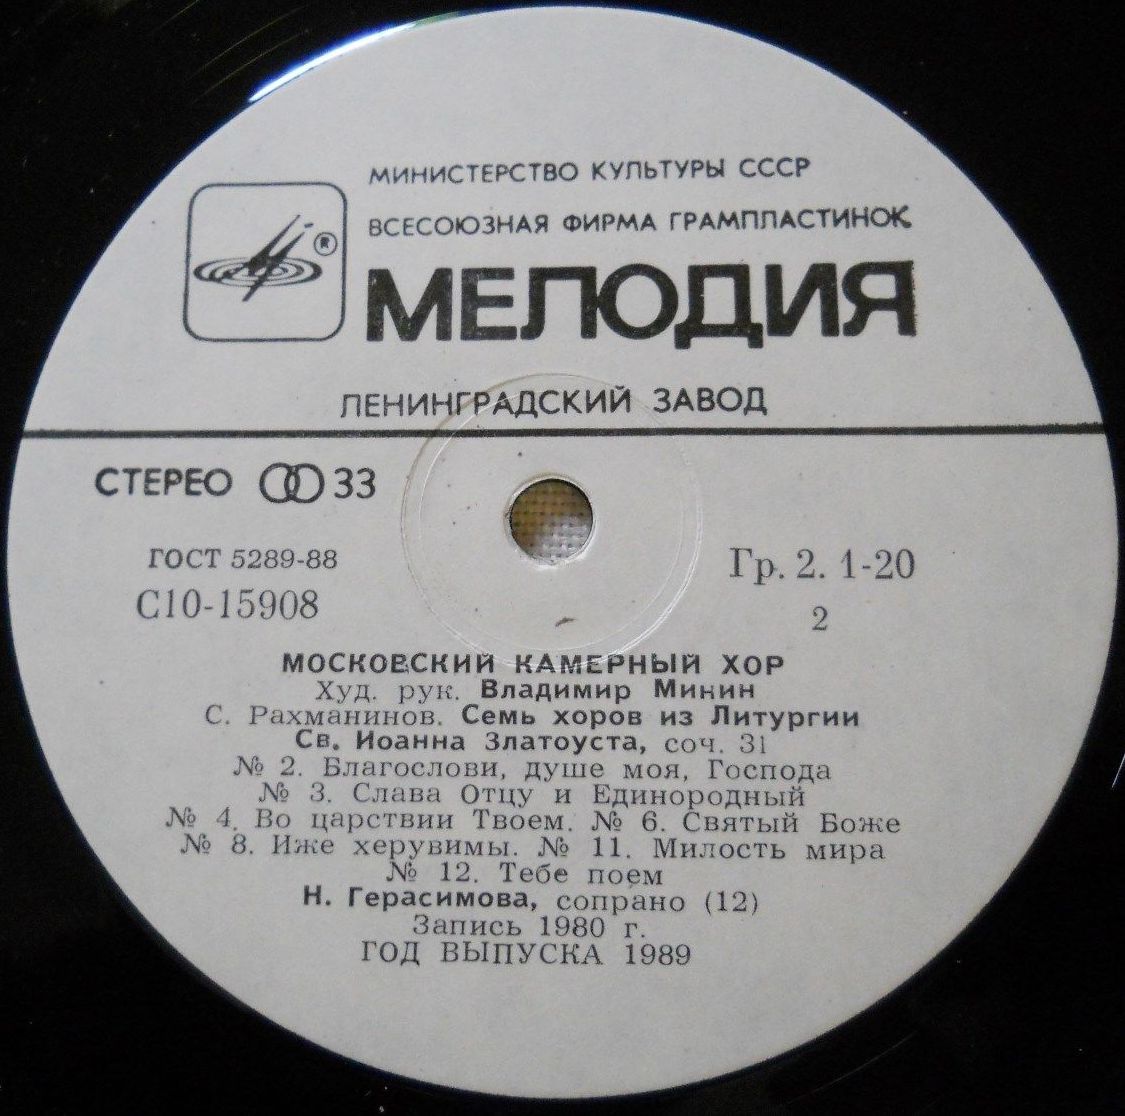 МИНИСТЕРСТВО КУЛЬТУРЫ СССР
ВСЕСОЮЗНАЯ ФИРМА ГРАМПЛАСТИНОК
®
МЕЛОДИЯ
ЛЕНИНГРАДСКИЙ ЗАВОД
СТЕРЕО 33
ГОСТ 5289-88
Гр. 2. 1-20
С10-15908
2
МОСКОВСКИЙ КАМЕРНЫЙ ХОР
Худ. рук. Владимир Минин
С. Рахманинов. Семь хоров из Литургии
Св. Иоанна Златоуста, соч. 31
№ 2. Благослови, душе моя, Господа
№ 3. Слава Отцу и Единородный
№ 4. Во царствии Твоем. № 6. Святый Боже
№ 8. Иже херувимы. № 11. Милость мира
№ 12. Тебе поем
Н. Герасимова, сопрано (12)
Запись 1980 г.
ГОД ВЫПУСКА 1989